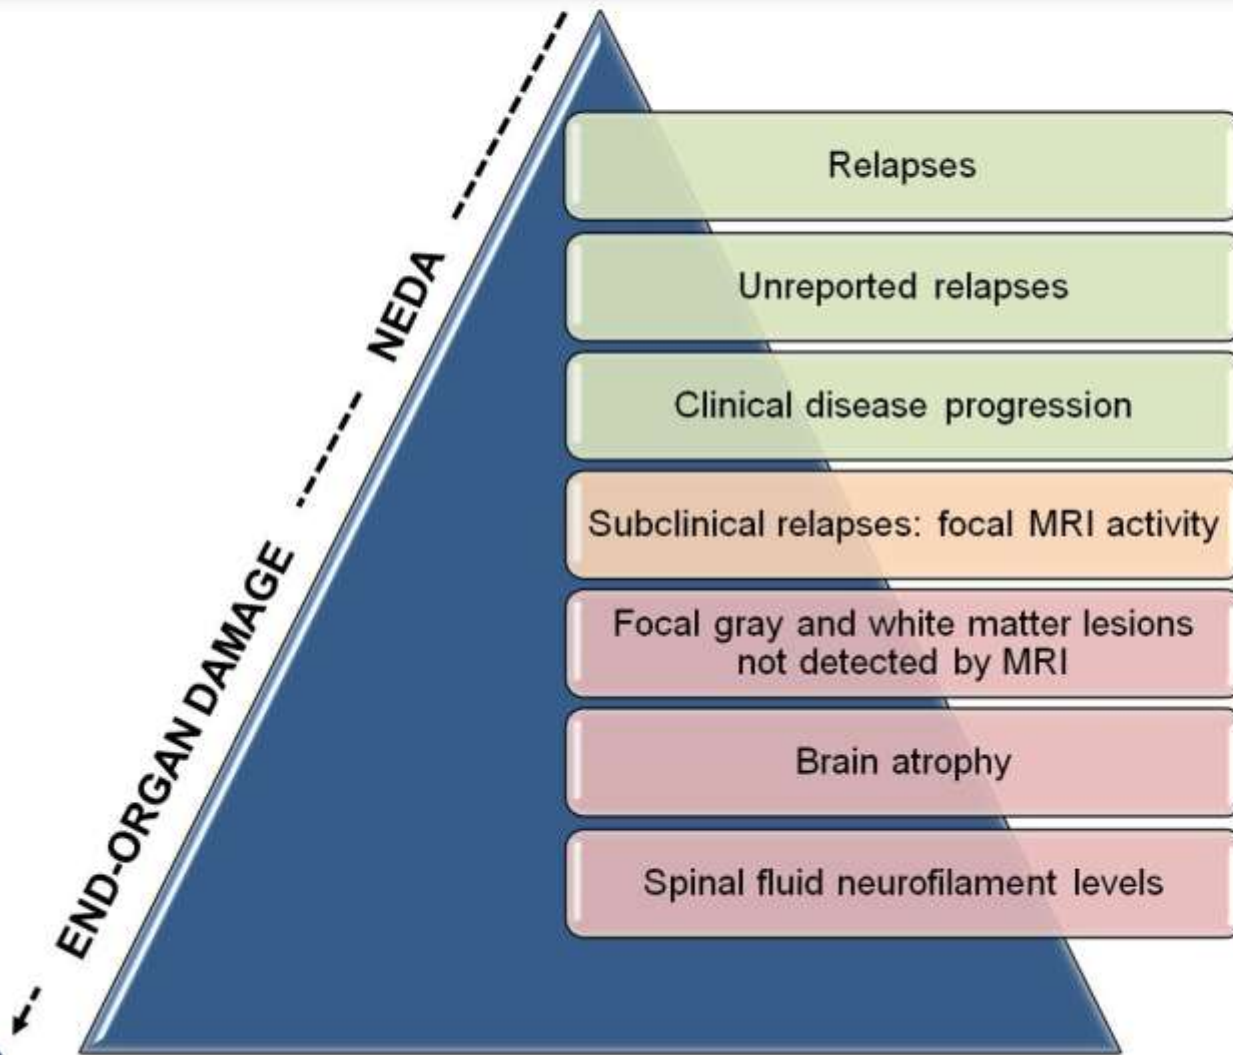 NEDA
END-ORGAN DAMAGE
Relapses
Unreported relapses
Clinical disease progression
Subclinical relapses: focal MRI activity
Focal gray and white matter lesions
not detected by MRI
Brain atrophy
Spinal fluid neurofilament levels